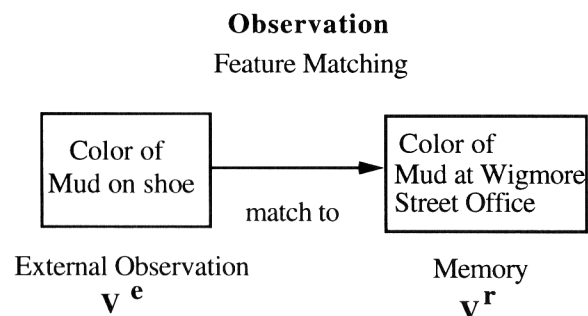 Observation
Feature Matching
Color of
Mud on shoe
match to
Color of
Mud at Wigmore
Street Office
External Observation
V e
Memory
V r